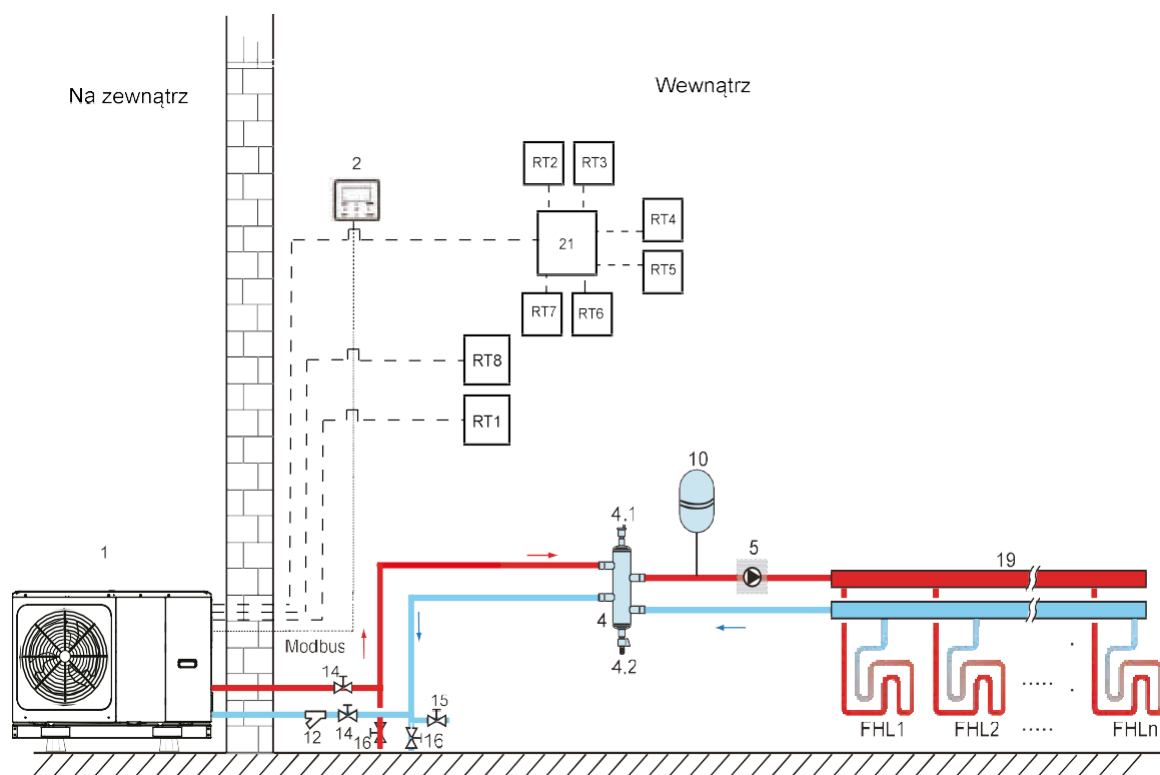 Na zewnątrz
Wewnątrz
2
RT2
RT3
RT4
21
RT5
RT7
RT6
RT8
RT1
10
4.1
1
5
19
4
Modbus
4.2
14
15
12
14
16
16
FHL1
FHL2
.....
FHLn